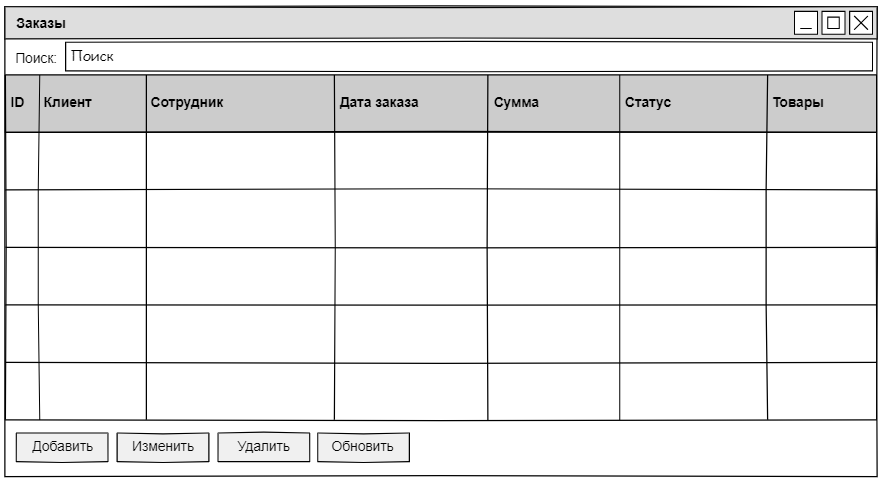 Заказы
Поиск: Поиск
ID Клиент Сотрудник Дата заказа Сумма Статус Товары
Добавить Изменить Удалить Обновить